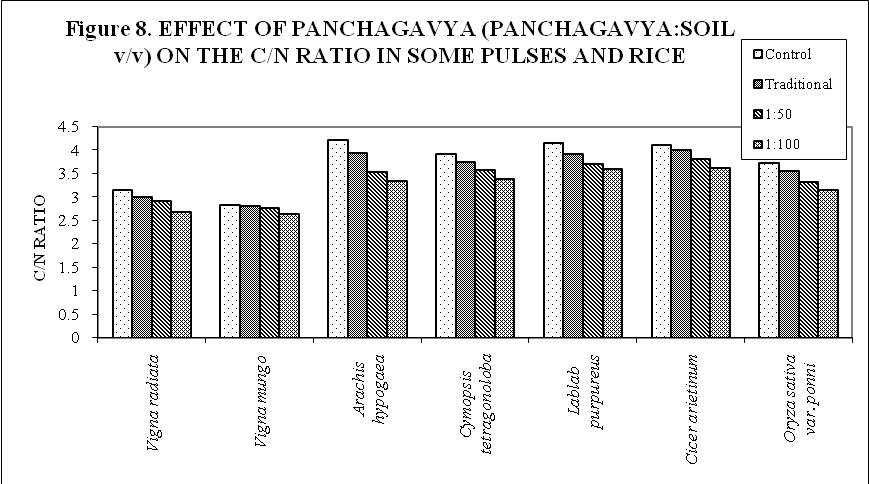 Figure 8. EFFECT OF PANCHAGAVYA (PANCHAGAVYA:SOIL
v/v) ON THE C/N RATIO IN SOME PULSES AND RICE
Control
Traditional
1:50
1:100
C/N RATIO
4.5
4
3.5
3
2.5
2
1.5
1
0.5
0
Vigna radiata
Vigna mungo
Arachis
hypogaea
Cymopsis
tetragonoloba
Lablab
purpureus
Cicer arietinum
Oryza sativa
var. ponni